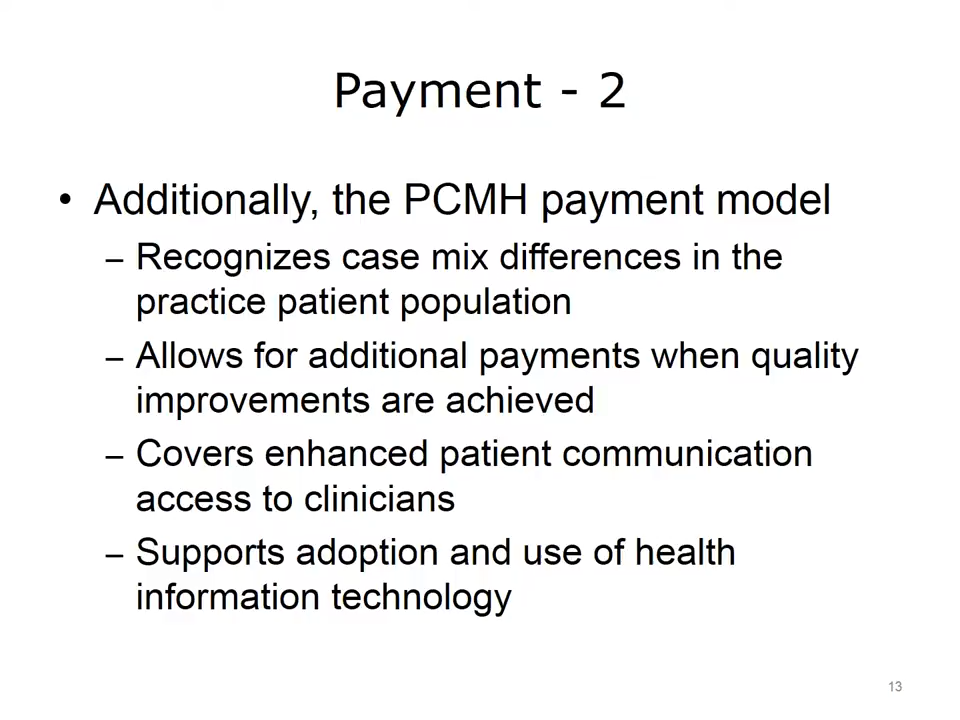 Payment - 2
• Additionally, the PCMH payment model
– Recognizes case mix differences in the
practice patient population
– Allows for additional payments when quality
improvements are achieved
– Covers enhanced patient communication
access to clinicians
– Supports adoption and use of health
information technology
13